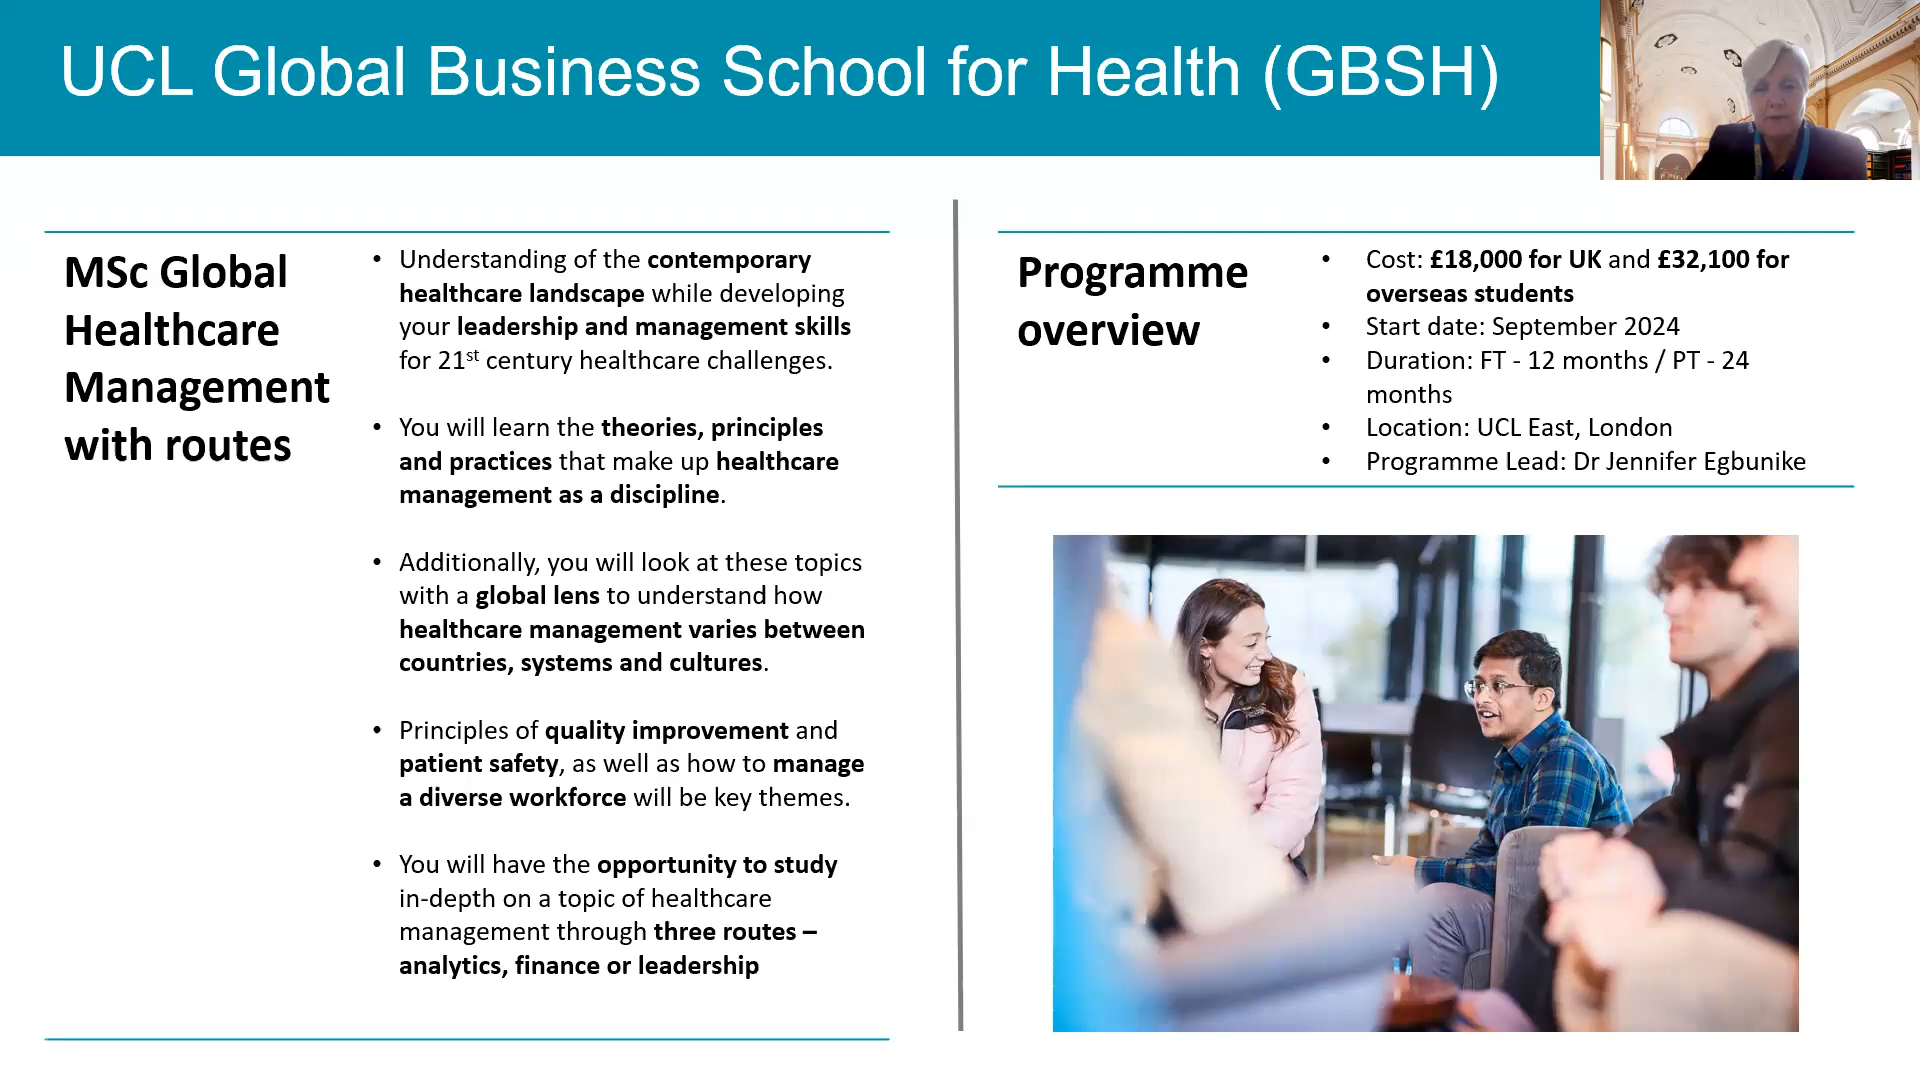 UCL Global Business School for Health (GBSH)
MSc Global
Healthcare
Management
with routes
• Understanding of the contemporary
healthcare landscape while developing
your leadership and management skills
for 21st century healthcare challenges.
• You will learn the theories, principles
and practices that make up healthcare
management as a discipline.
• Additionally, you will look at these topics
with a global lens to understand how
healthcare management varies between
countries, systems and cultures.
• Principles of quality improvement and
patient safety, as well as how to manage
a diverse workforce will be key themes.
• You will have the opportunity to study
in-depth on a topic of healthcare
management through three routes –
analytics, finance or leadership
Programme
overview
• Cost: £18,000 for UK and £32,100 for
overseas students
• Start date: September 2024
• Duration: FT - 12 months / PT - 24
months
• Location: UCL East, London
• Programme Lead: Dr Jennifer Egbunike